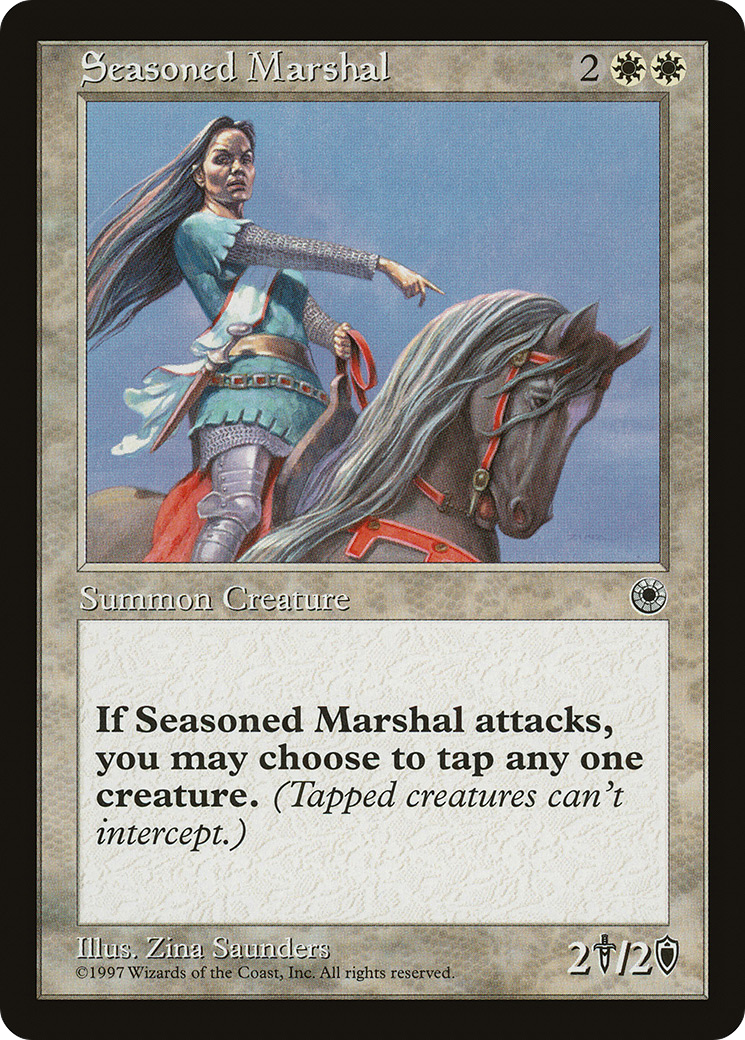 Seasoned Marshal 2
Summon Creature
If Seasoned Marshal attacks,
you may choose to tap any one
creature. (Tapped creatures can't
intercept.)
Illus. Zina Saunders
©1997 Wizards of the Coast, Inc. All rights reserved.
2/2